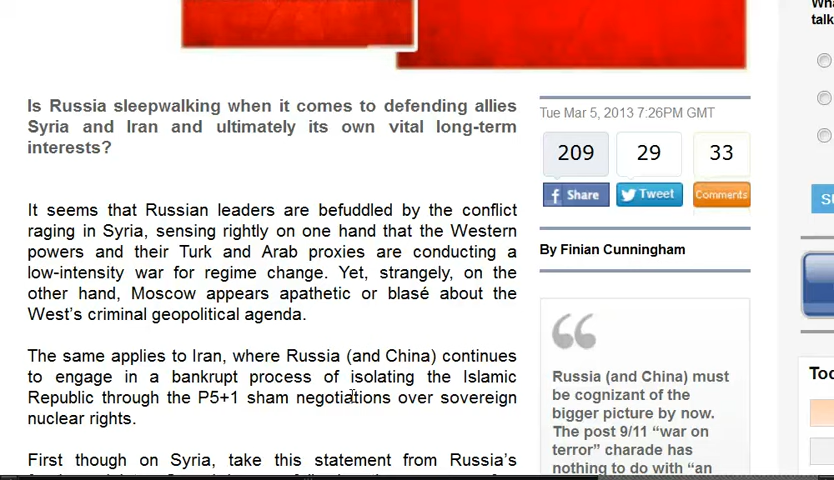 Is Russia sleepwalking when it comes to defending allies
Syria and Iran and ultimately its own vital long-term
interests?
It seems that Russian leaders are befuddled by the conflict
raging in Syria, sensing rightly on one hand that the Western
powers and their Turk and Arab proxies are conducting a
low-intensity war for regime change. Yet, strangely, on the
other hand, Moscow appears apathetic or blasé about the
West’s criminal geopolitical agenda.
The same applies to Iran, where Russia (and China) continues
to engage in a bankrupt process of isolating the Islamic
Republic through the P5+1 sham negotiations over sovereign
nuclear rights.
First though on Syria, take this statement from Russia’s
Tue Mar 5, 2013 7:26PM GMT
209 29 33
f Share Tweet Comments
By Finian Cunningham
Russia (and China) must
be cognizant of the
bigger picture by now.
The post 9/11 “war on
terror” charade has
nothing to do with “an
talk